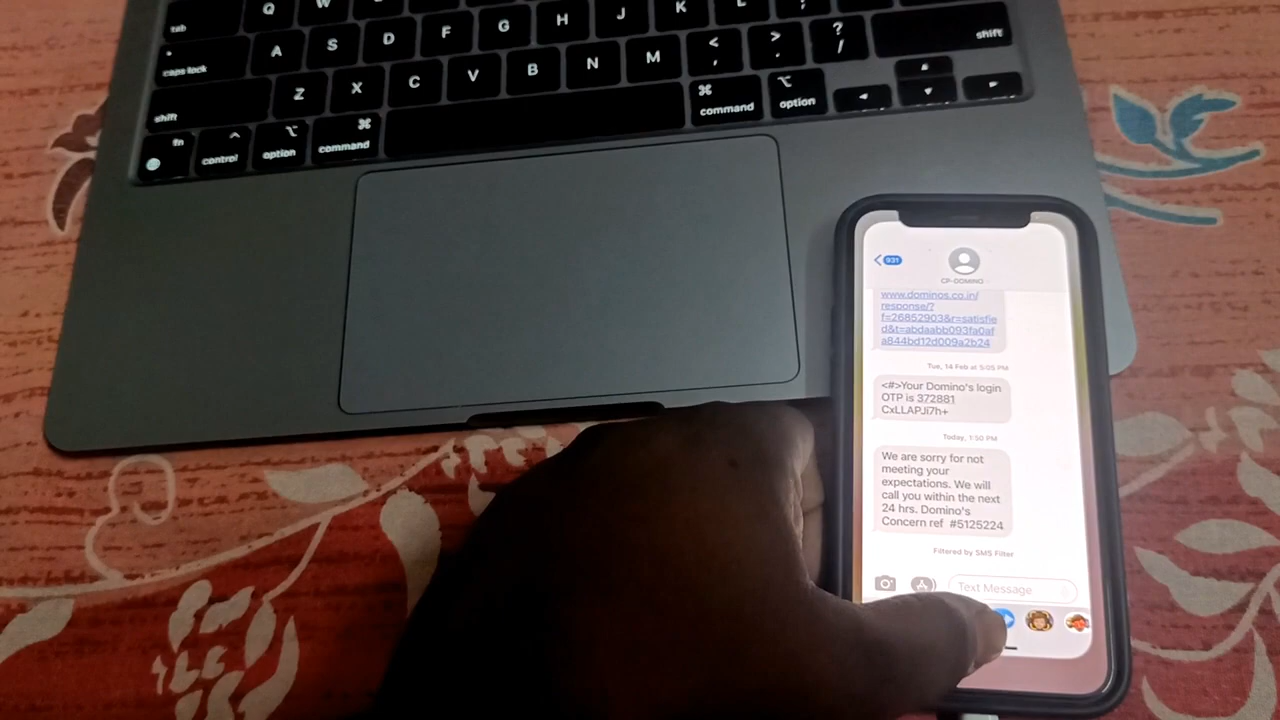 tab
Q
W
caps lock
A
S
D
F
G
H
J
K
L
;
shift
Z
X
C
V
B
N
M
<
,
>
.
?
/
shift
fn
^
control
⌥
option
⌘
command
⌘
command
⌥
option
931
CP-DOMINO
www.dominos.co.in/
response/?
f=26852903&r=satisfie
d&t=abdaabb093fa0af
a844bd12d009a2b24
Tue, 14 Feb at 5:05 PM
<#>Your Domino's login
OTP is 372881
CxLLAPJi7h+
Today, 1:50 PM
We are sorry for not
meeting your
expectations. We will
call you within the next
24 hrs. Domino's
Concern ref #5125224
Filtered by SMS Filter
Text Message